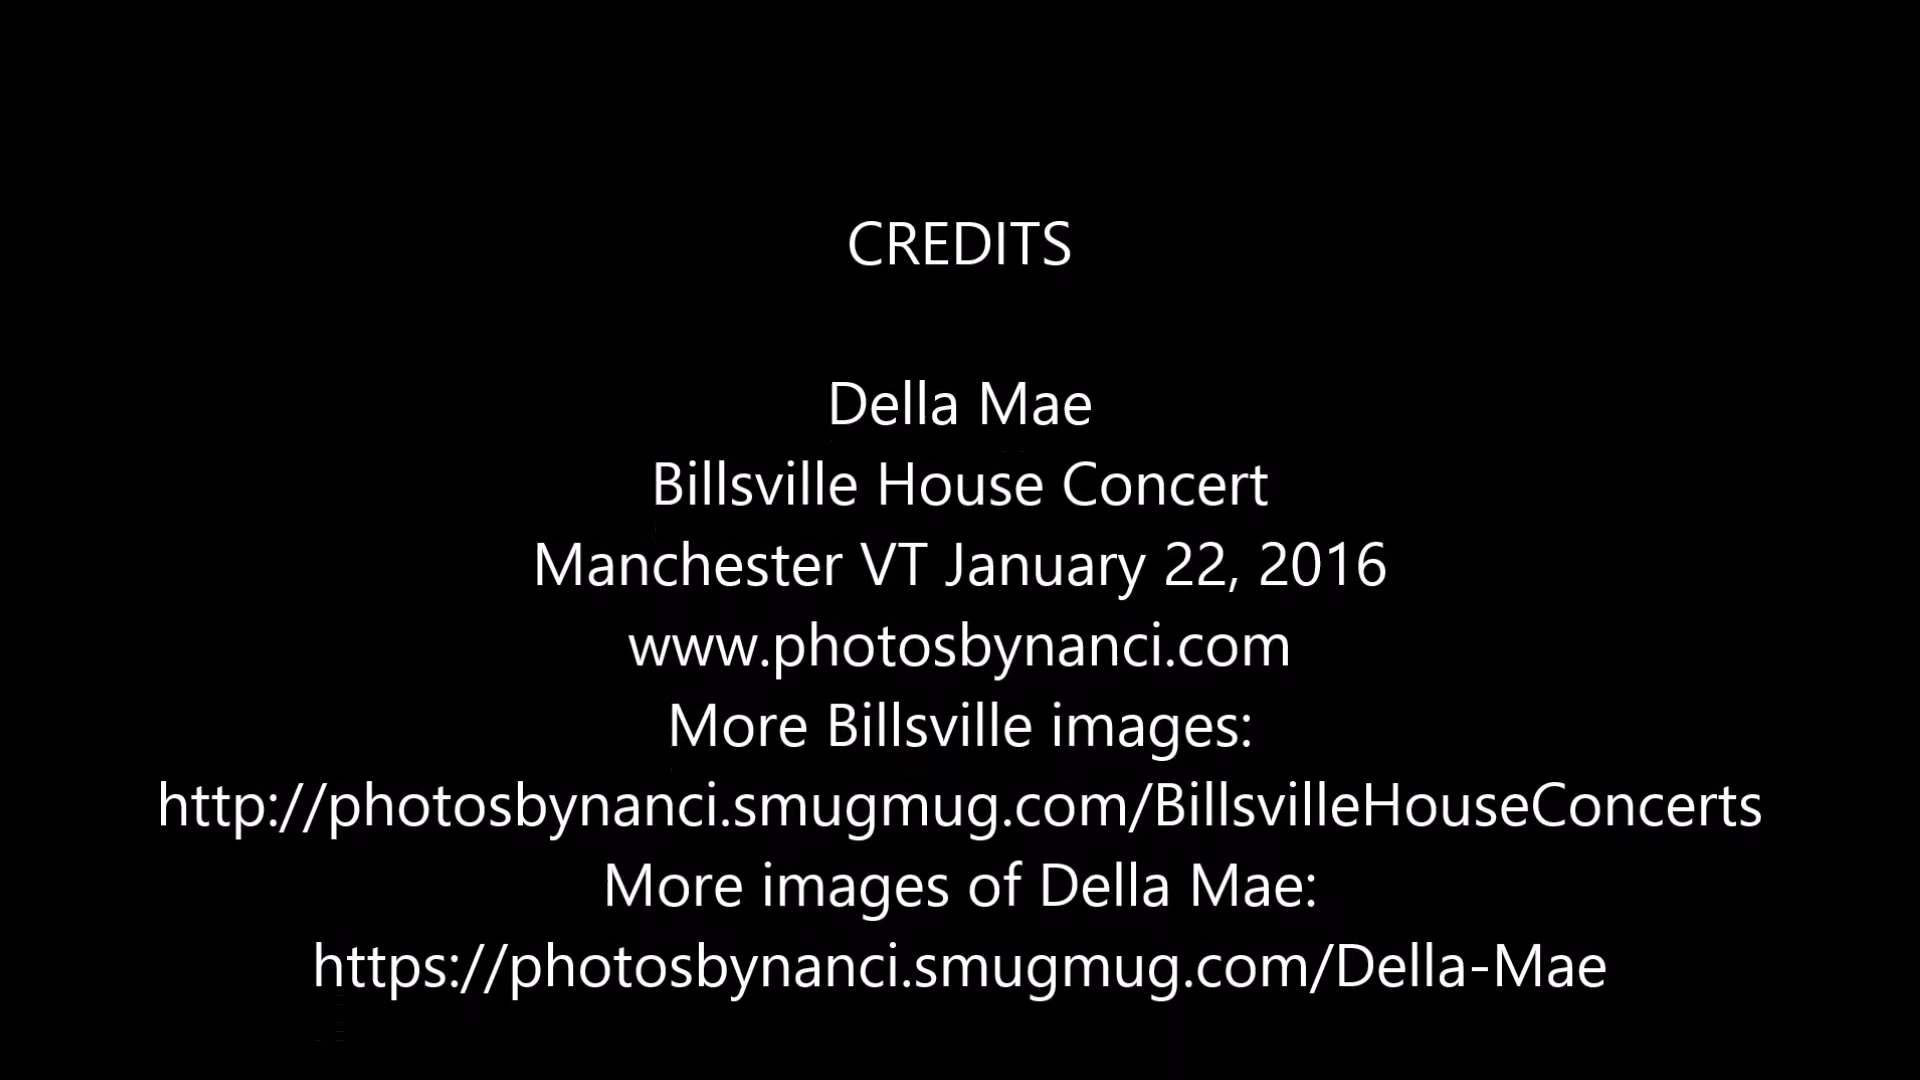 CREDITS
Della Mae
Billsville House Concert
Manchester VT January 22, 2016
www.photosbynanci.com
More Billsville images:
http://photosbynanci.smugmug.com/BillsvilleHouseConcerts
More images of Della Mae:
https://photosbynanci.smugmug.com/Della-Mae